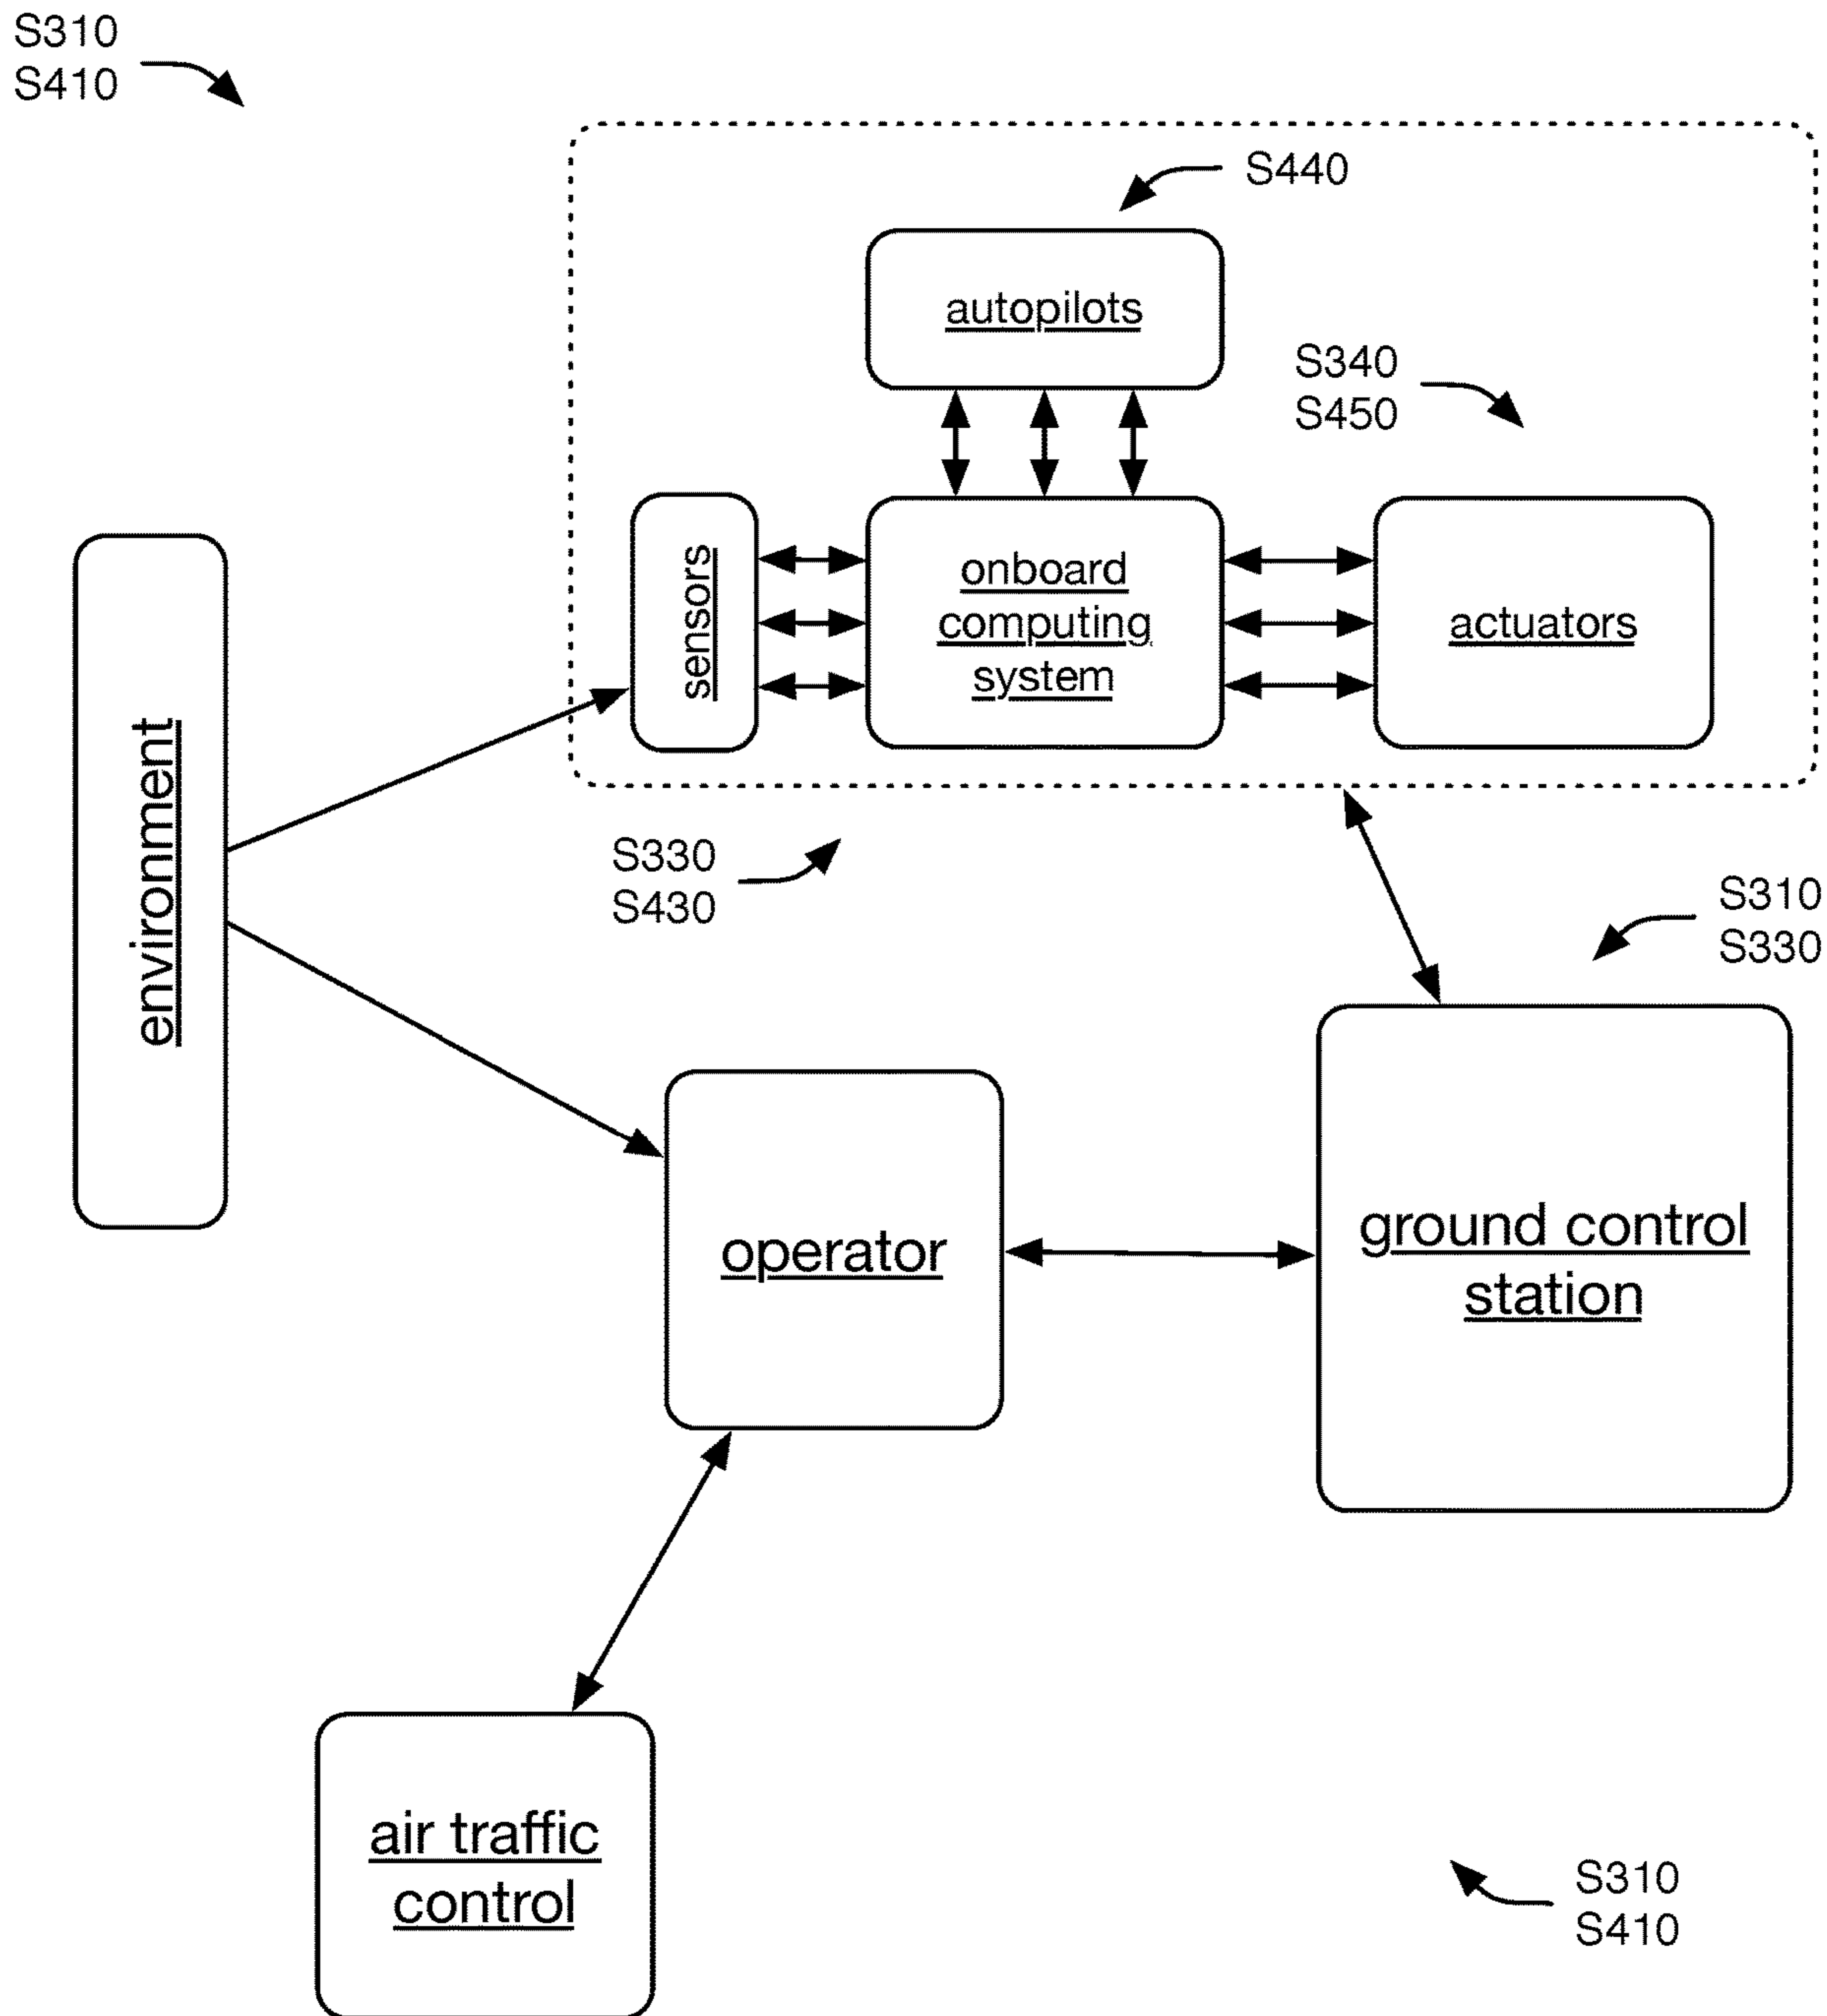 S310
S410
S440
autopilots
S340
S450
sensors
onboard
computing
system
actuators
environment
S330
S430
S310
S330
operator
ground control
station
air traffic
control
S310
S410